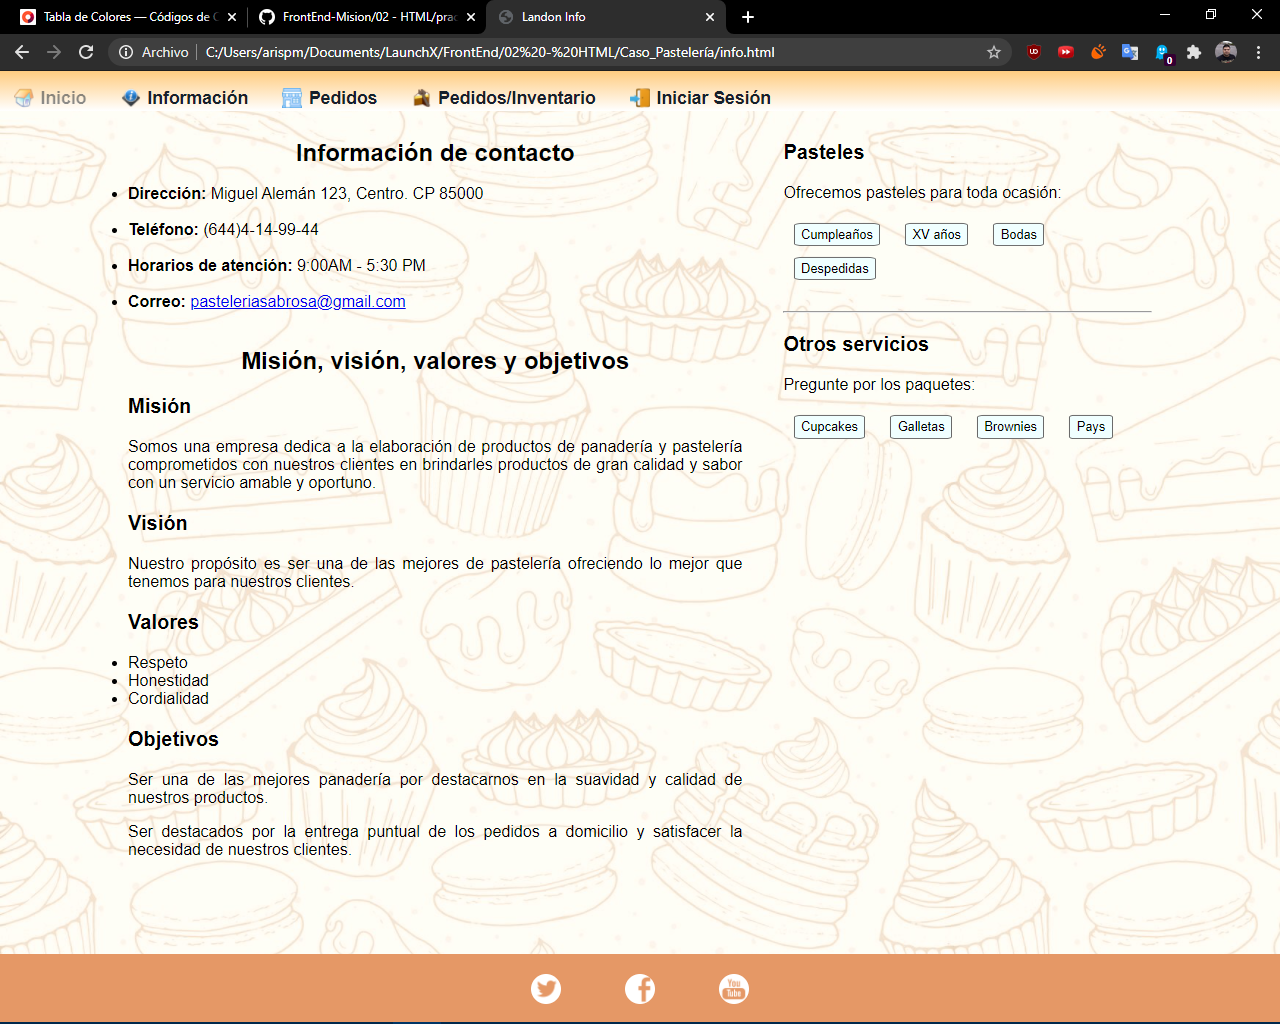 Tabla de Colores — Códigos de C
FrontEnd-Mision/02 - HTML/prac
Landon Info
Archivo
C:/Users/arispm/Documents/LaunchX/FrontEnd/02%20-%20HTML/Caso_Pastelería/info.html
0
Inicio
Información
Pedidos
Pedidos/Inventario
Iniciar Sesión
Información de contacto
Dirección: Miguel Alemán 123, Centro. CP 85000
Teléfono: (644)4-14-99-44
Horarios de atención: 9:00AM - 5:30 PM
Correo: pasteleriasabrosa@gmail.com
Misión, visión, valores y objetivos
Misión
Somos una empresa dedica a la elaboración de productos de panadería y pastelería
comprometidos con nuestros clientes en brindarles productos de gran calidad y sabor
con un servicio amable y oportuno.
Visión
Nuestro propósito es ser una de las mejores de pastelería ofreciendo lo mejor que
tenemos para nuestros clientes.
Valores
Respeto
Honestidad
Cordialidad
Objetivos
Ser una de las mejores panadería por destacarnos en la suavidad y calidad de
nuestros productos.
Ser destacados por la entrega puntual de los pedidos a domicilio y satisfacer la
necesidad de nuestros clientes.
Pasteles
Ofrecemos pasteles para toda ocasión:
Cumpleaños XV años Bodas
Despedidas
Otros servicios
Pregunte por los paquetes:
Cupcakes Galletas Brownies Pays
You
Tube